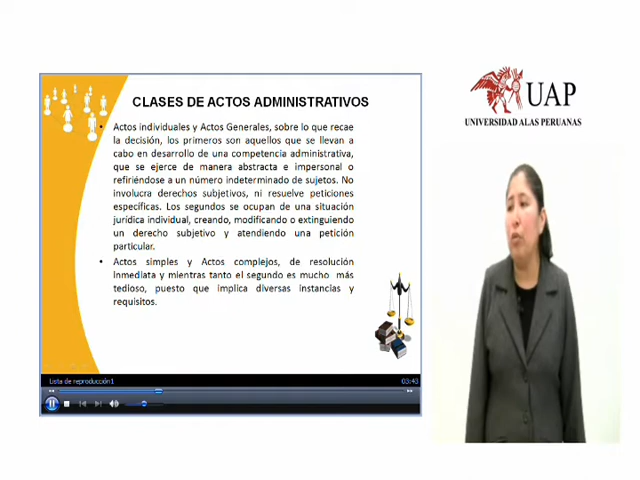 CLASES DE ACTOS ADMINISTRATIVOS
• Actos individuales y Actos Generales, sobre lo que recae
la decisión, los primeros son aquellos que se llevan a
cabo en desarrollo de una competencia administrativa,
que se ejerce de manera abstracta e impersonal o
refiriéndose a un número indeterminado de sujetos. No
involucra derechos subjetivos, ni resuelve peticiones
específicas. Los segundos se ocupan de una situación
jurídica individual, creando, modificando o extinguiendo
un derecho subjetivo y atendiendo una petición
particular.
• Actos simples y Actos complejos, de resolución
inmediata y mientras tanto el segundo es mucho más
tedioso, puesto que implica diversas instancias y
requisitos.
Lista de reproducción1
03:43
UAP
UNIVERSIDAD ALAS PERUANAS